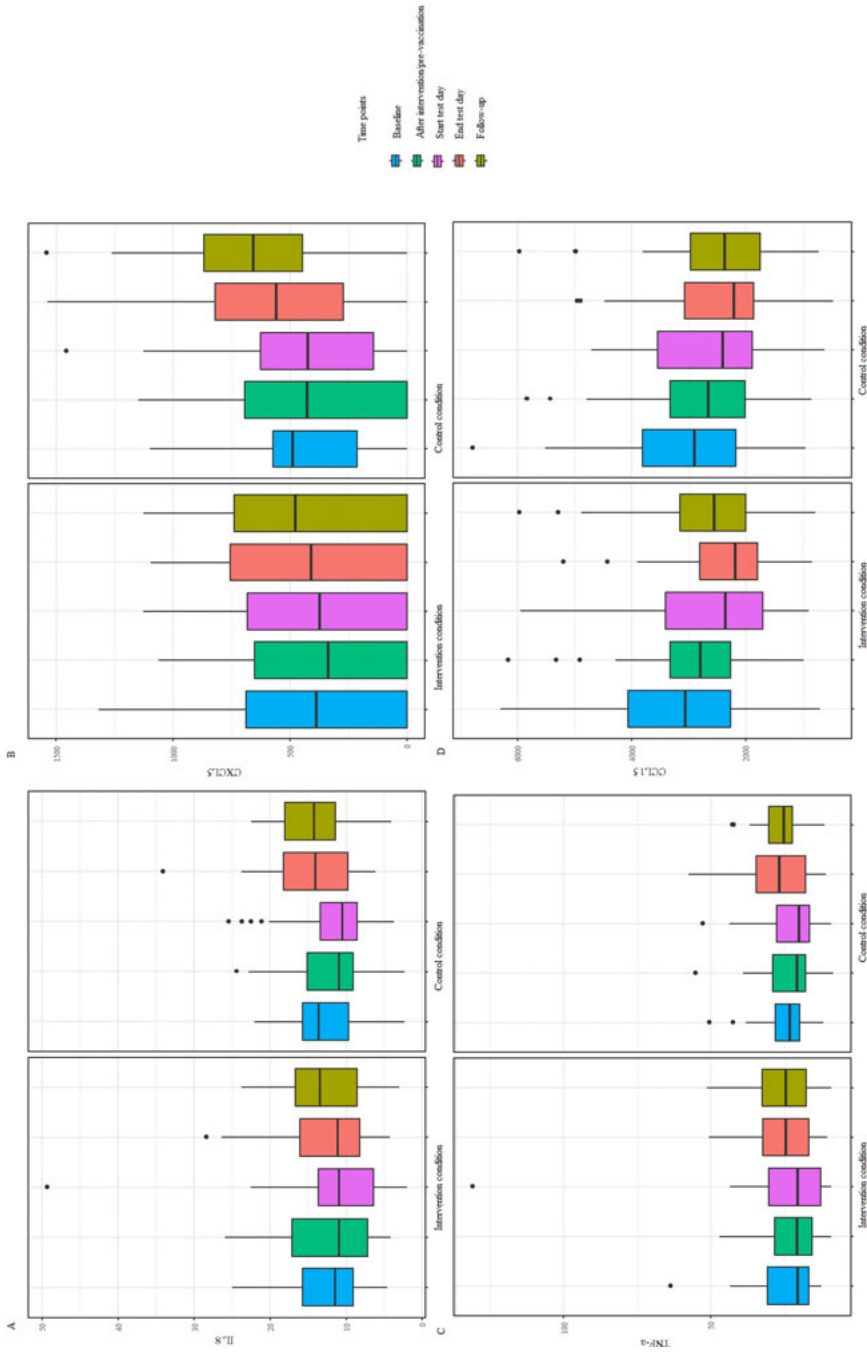 A
IL-8
0
10
20
30
40
50
Intervention condition
Control condition
B
CXCL5
0
500
1000
1500
Intervention condition
Control condition
Time points
Baseline
After intervention/pre-vaccination
Start test day
End test day
Follow-up
C
TNF-a
50
100
Intervention condition
Control condition
D
CCL15
2000
4000
6000
Intervention condition
Control condition